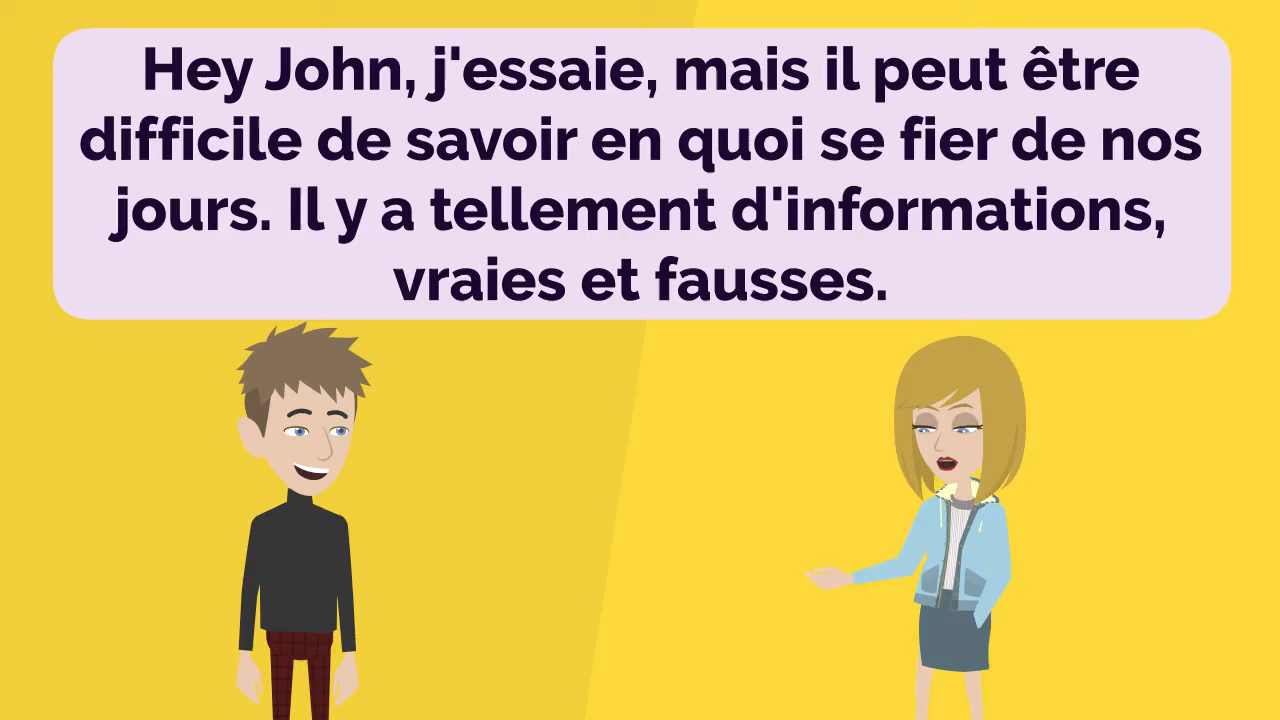 Hey John, j'essaie, mais il peut être
difficile de savoir en quoi se fier de nos
jours. Il y a tellement d'informations,
vraies et fausses.